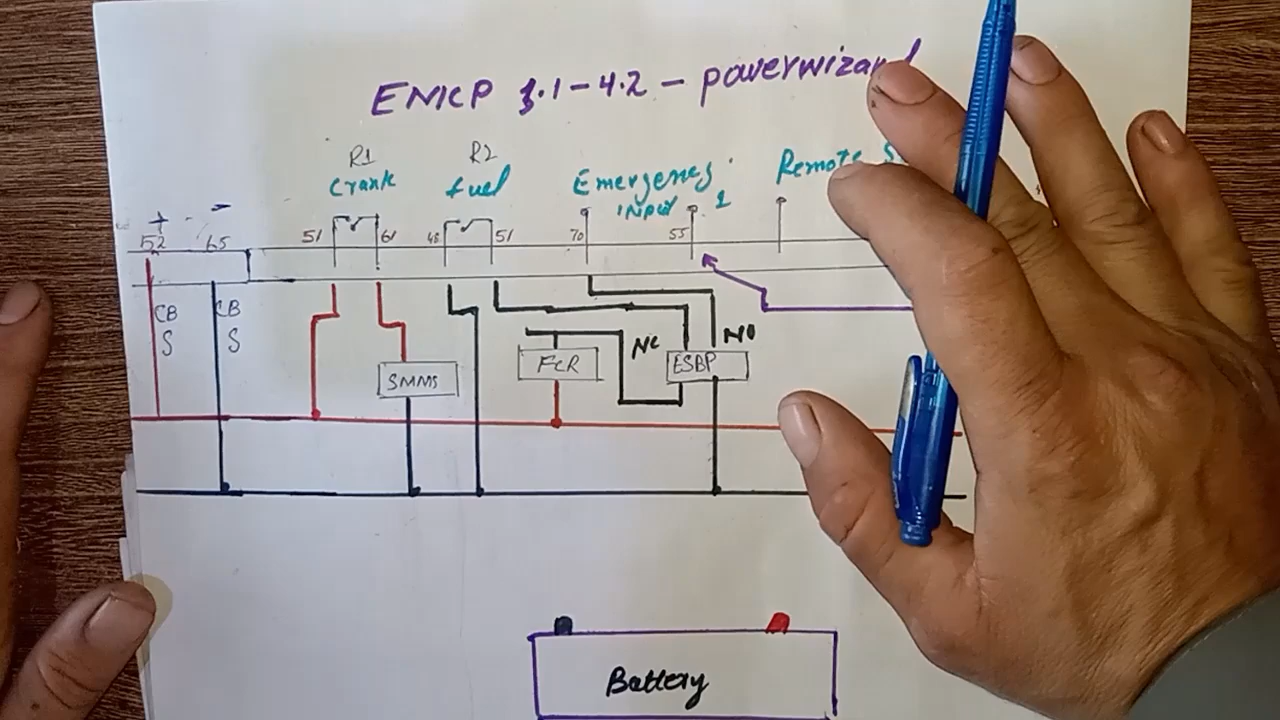 EMCP 3.1-4.2 - powerwizard
R1 R2
Crank fuel Emergency Remote S
INPUT 1
+ -
52 65 51 61 48 51 70 55
CB CB
S S
NC NO
SMMS FCR ESBP
Battery